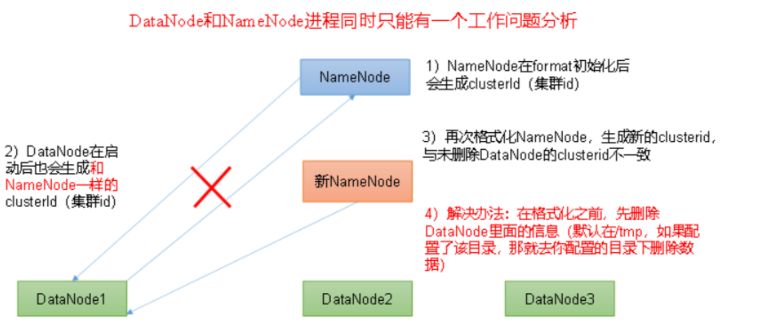 DataNode和NameNode进程同时只能有一个工作问题分析
NameNode
1）NameNode在format初始化后
会生成clusterId（集群id）
2）DataNode在启
动后也会生成和
NameNode一样的
clusterId（集群id）
3）再次格式化NameNode，生成新的clusterid，
与未删除DataNode的clusterid不一致
新NameNode
4）解决办法：在格式化之前，先删除
DataNode里面的信息（默认在/tmp，如果配
置了该目录，那就去你配置的目录下删除数
据）
DataNode1
DataNode2
DataNode3